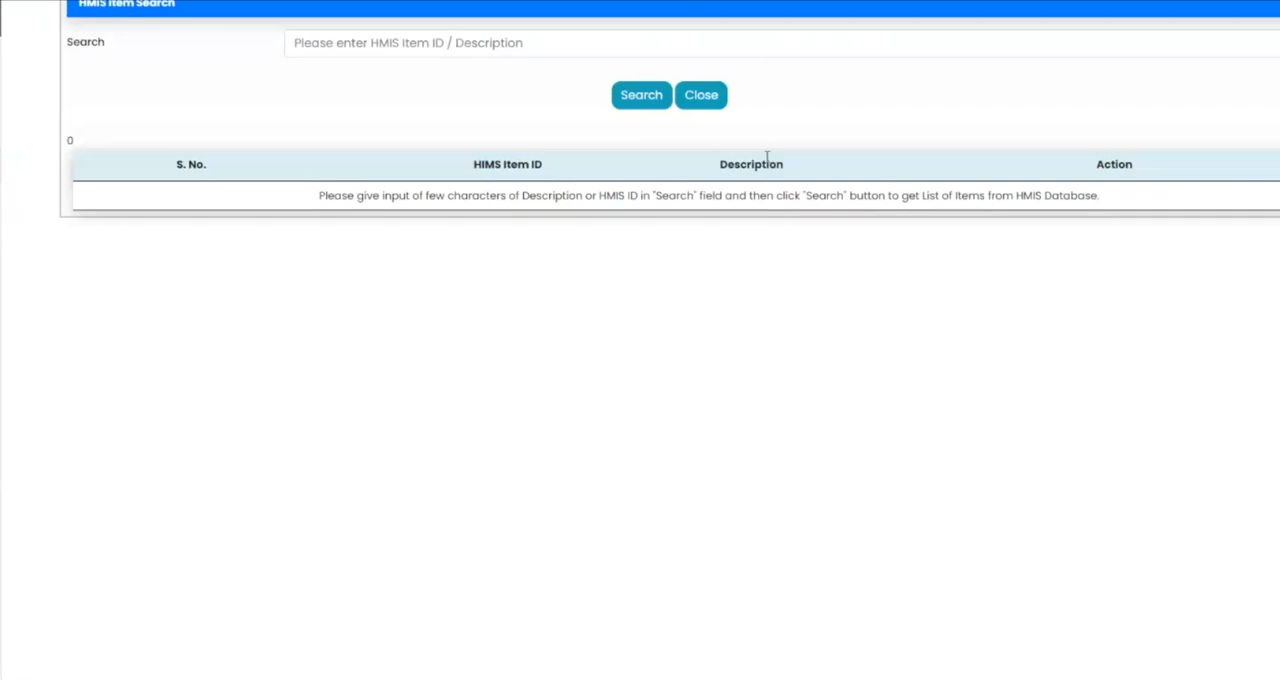 HMIS Item Search
Search
Please enter HMIS Item ID / Description
Search Close
0
S. No. HIMS Item ID Description Action
Please give input of few characters of Description or HMIS ID in "Search" field and then click "Search" button to get List of Items from HMIS Database.